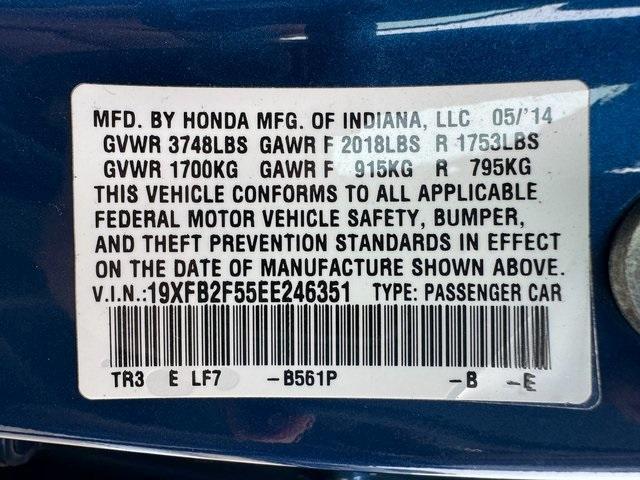 MFD. BY HONDA MFG. OF INDIANA, LLC 05/'14
GVWR 3748LBS GAWR F 2018LBS R 1753LBS
GVWR 1700KG GAWR F 915KG R 795KG
THIS VEHICLE CONFORMS TO ALL APPLICABLE
FEDERAL MOTOR VEHICLE SAFETY, BUMPER,
AND THEFT PREVENTION STANDARDS IN EFFECT
ON THE DATE OF MANUFACTURE SHOWN ABOVE.
V.I.N.:19XFB2F55EE246351 TYPE: PASSENGER CAR
TR3 E LF7 -B561P -B -E